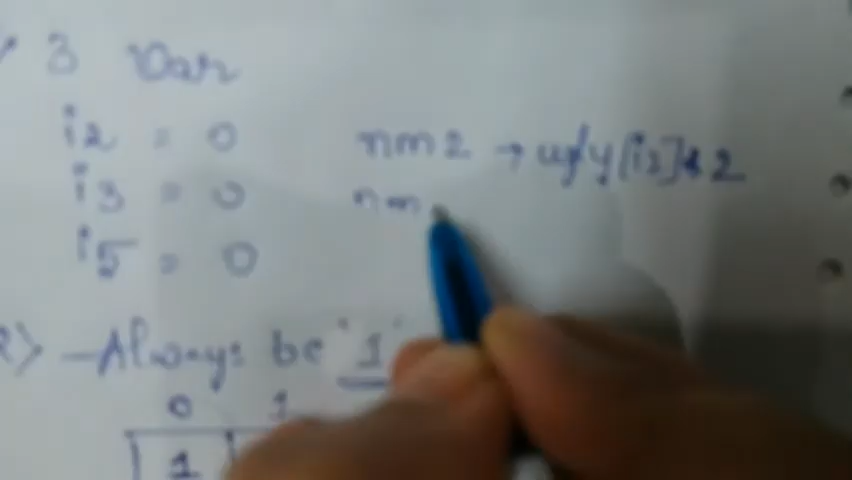 3 Var
i2 = 0
nm2 → ugly[i2]*2
i3 = 0
nm
i5 = 0
Always be "1"
0 1
1